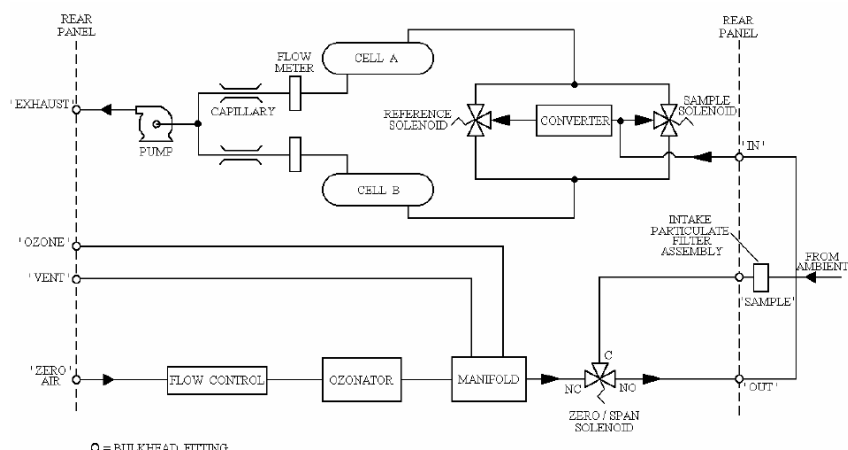 REAR
PANEL
REAR
PANEL
FLOW
METER
CELL A
CAPILLARY
'EXHAUST'
PUMP
REFERENCE
SOLENOID
CONVERTER
SAMPLE
SOLENOID
'IN'
CELL B
INTAKE
PARTICULATE
FILTER
ASSEMBLY
FROM
AMBIENT
'OZONE'
'VENT'
'SAMPLE'
'ZERO'
AIR
FLOW CONTROL
OZONATOR
MANIFOLD
C
NC
NO
'OUT'
ZERO / SPAN
SOLENOID
O = BULKHEAD FITTING